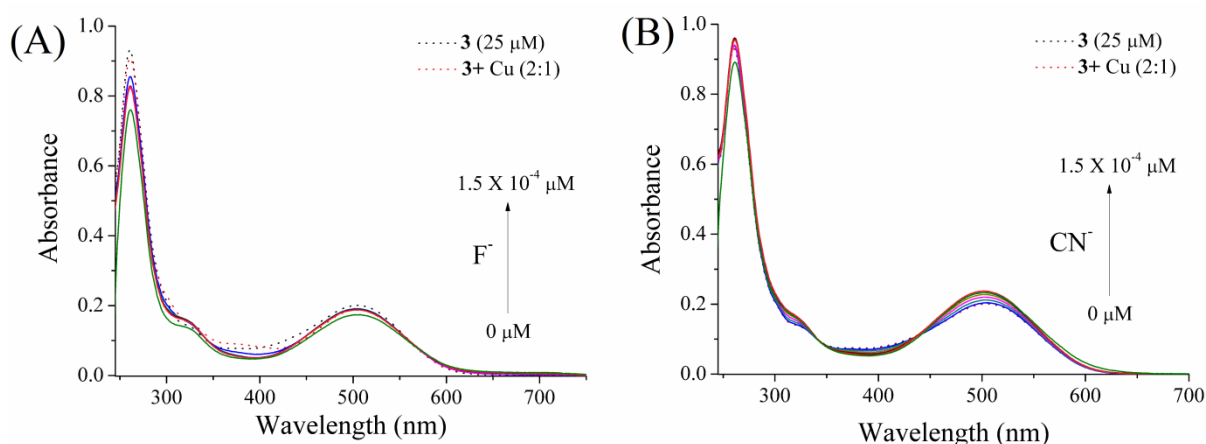 (A)
3 (25 μM)
3+ Cu (2:1)
1.5 X 10⁻⁴ μM
F⁻
0 μM
Absorbance
1.0
0.8
0.6
0.4
0.2
0.0
300 400 500 600 700
Wavelength (nm)
(B)
3 (25 μM)
3+ Cu (2:1)
1.5 X 10⁻⁴ μM
CN⁻
0 μM
Absorbance
1.0
0.8
0.6
0.4
0.2
0.0
300 400 500 600 700
Wavelength (nm)